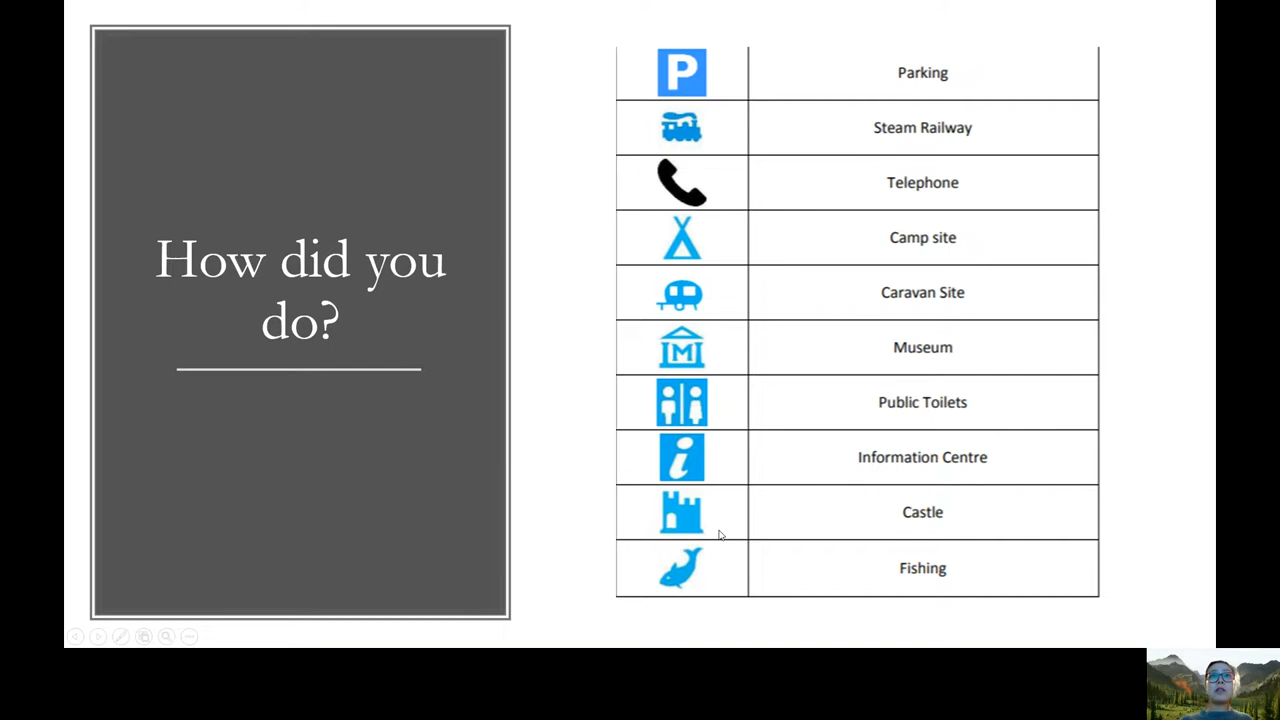 How did you
do?
P
Parking
Steam Railway
Telephone
Camp site
Caravan Site
M
Museum
Public Toilets
i
Information Centre
Castle
Fishing